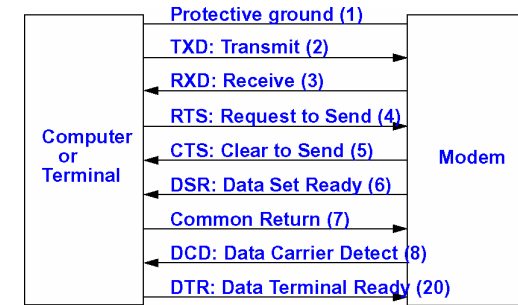 Protective ground (1)
TXD: Transmit (2)
RXD: Receive (3)
RTS: Request to Send (4)
CTS: Clear to Send (5)
DSR: Data Set Ready (6)
Common Return (7)
DCD: Data Carrier Detect (8)
DTR: Data Terminal Ready (20)
Computer
or
Terminal
Modem